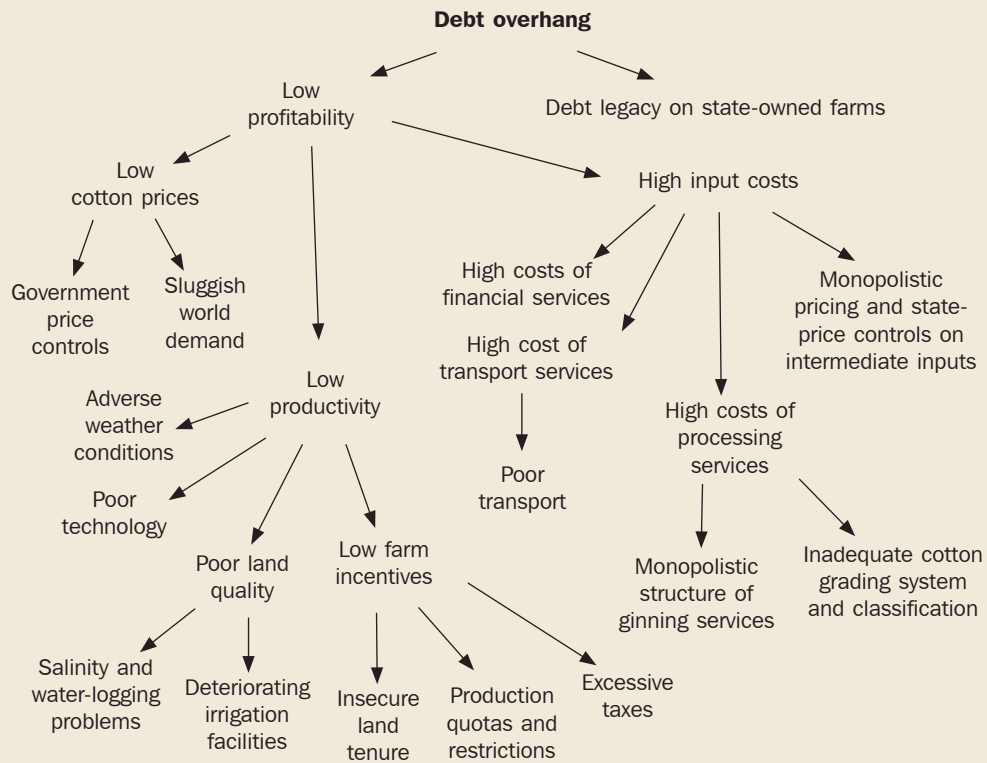 Debt overhang
Low
profitability
Debt legacy on state-owned farms
Low
cotton prices
High input costs
Government
price
controls
Sluggish
world
demand
High costs of
financial services
Monopolistic
pricing and state-
price controls on
intermediate inputs
High cost of
transport services
Low
productivity
Adverse
weather
conditions
High costs of
processing
services
Poor
technology
Poor
transport
Poor land
quality
Low farm
incentives
Monopolistic
structure of
ginning services
Inadequate cotton
grading system
and classification
Salinity and
water-logging
problems
Deteriorating
irrigation
facilities
Insecure
land
tenure
Production
quotas and
restrictions
Excessive
taxes